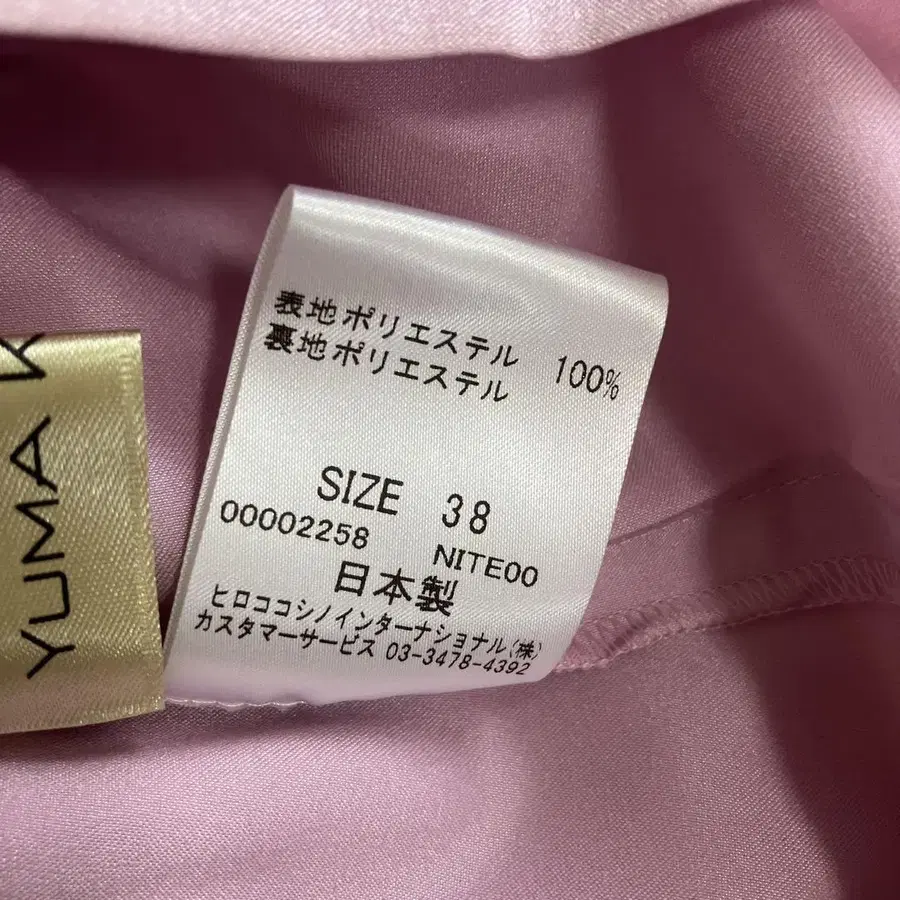 表地ポリエステル
裏地ポリエステル 100%
SIZE 38
00002258
NITE00
日本製
ヒロココシノインターナショナル(株)
カスタマーサービス 03-3478-4392
YUMA K